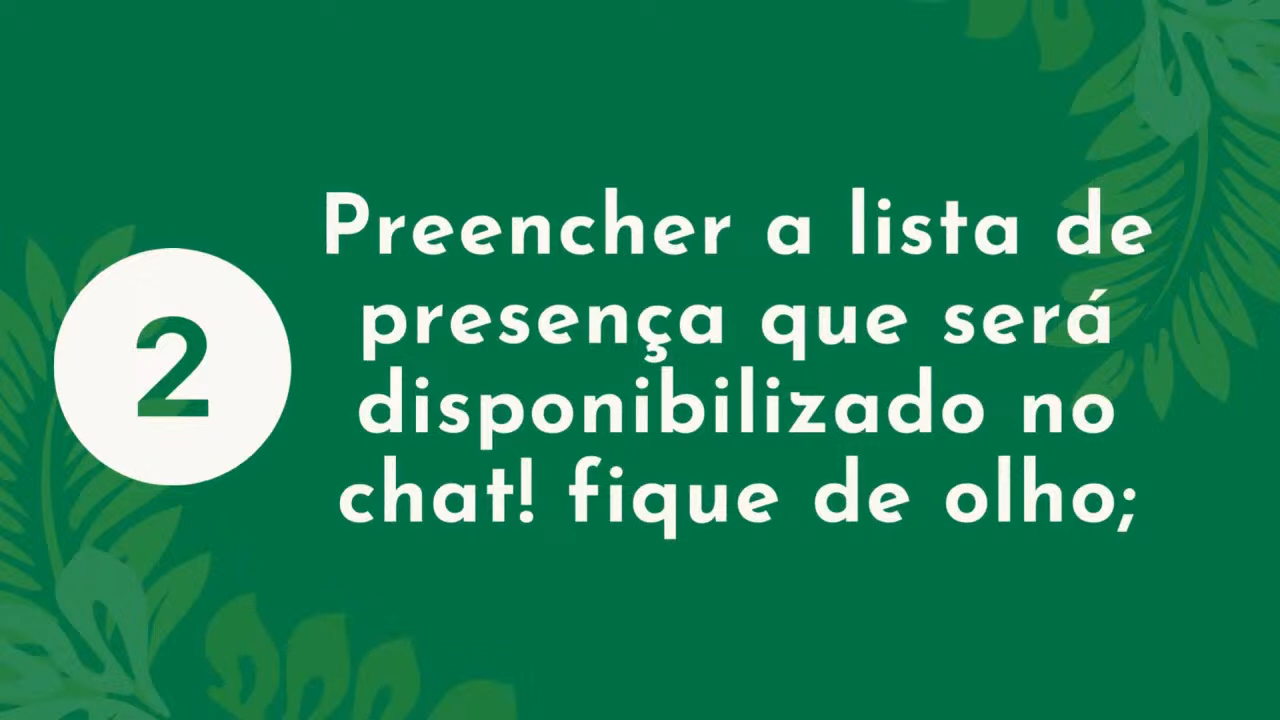 2
Preencher a lista de
presença que será
disponibilizado no
chat! fique de olho;